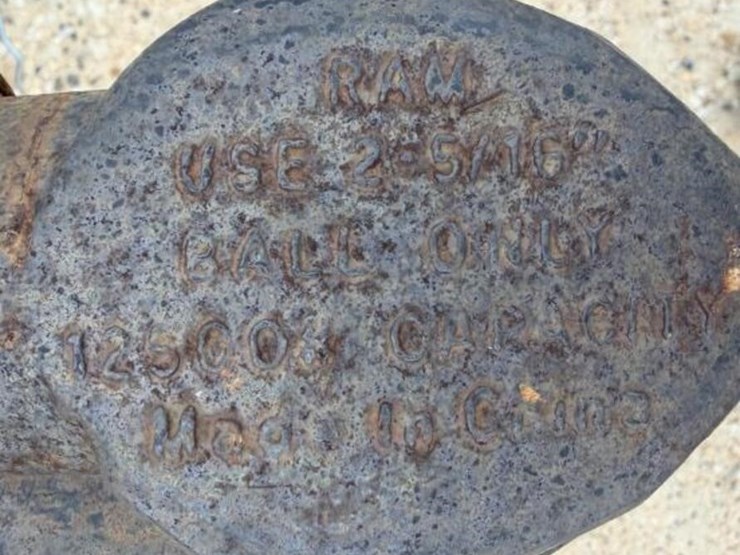 RAM
USE 2-5/16"
BALL ONLY
12500# CAPACITY
Made In China